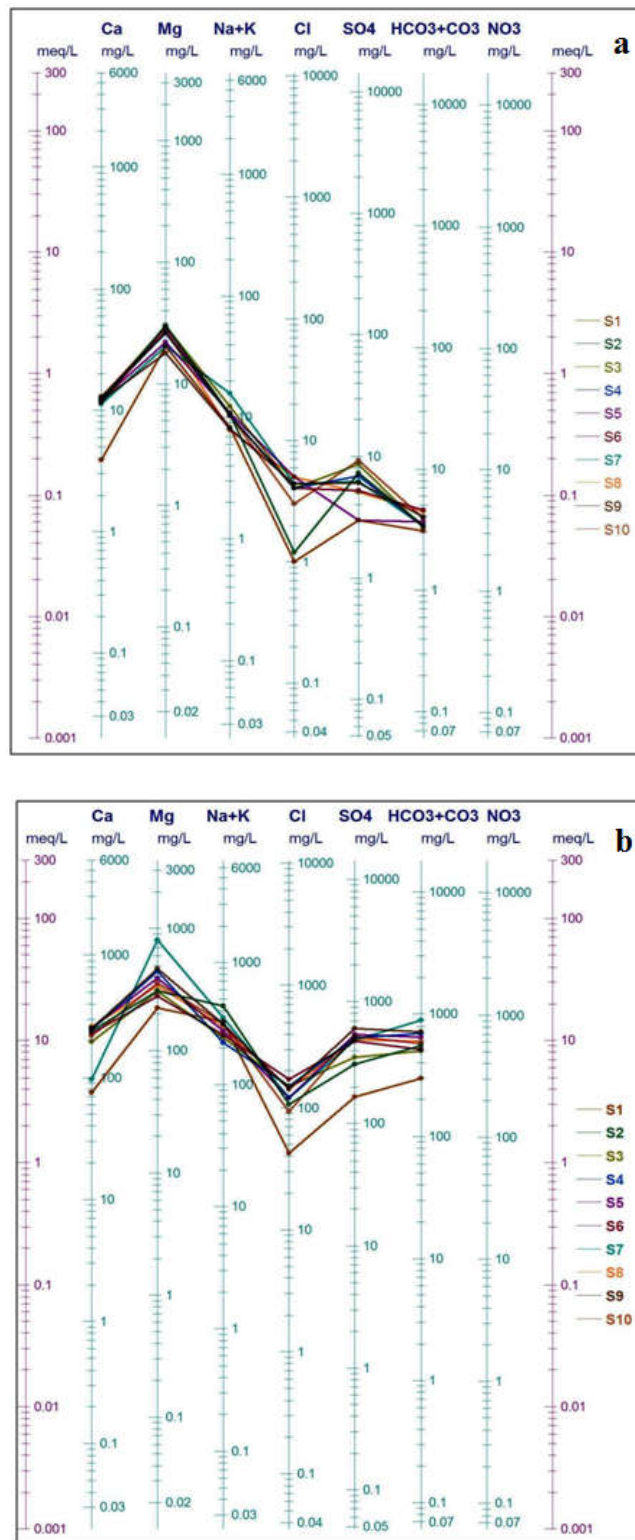 Ca Mg Na+K Cl SO4 HCO3+CO3 NO3
a
meq/L mg/L mg/L mg/L mg/L mg/L mg/L mg/L meq/L
300 6000 3000 6000 10000 10000 10000 10000 300
100 1000 1000 1000 1000 1000 1000 1000 100
10 100 100 100 100 100 100 100 10
1 10 10 10 10 10 10 10 1
0.1 1 1 1 1 1 1 1 0.1
0.01 0.1 0.1 0.1 0.1 0.1 0.1 0.1 0.01
0.001 0.03 0.02 0.03 0.04 0.05 0.07 0.07 0.001
S1
S2
S3
S4
S5
S6
S7
S8
S9
S10
Ca Mg Na+K Cl SO4 HCO3+CO3 NO3
b
meq/L mg/L mg/L mg/L mg/L mg/L mg/L mg/L meq/L
300 6000 3000 6000 10000 10000 10000 10000 300
100 1000 1000 1000 1000 1000 1000 1000 100
10 100 100 100 100 100 100 10
1 10 10 10 10 10 10 10 1
0.1 1 1 1 1 1 1 1 0.1
0.01 0.1 0.1 0.1 0.1 0.1 0.1 0.1 0.01
0.001 0.03 0.02 0.03 0.04 0.05 0.07 0.07 0.001
S1
S2
S3
S4
S5
S6
S7
S8
S9
S10